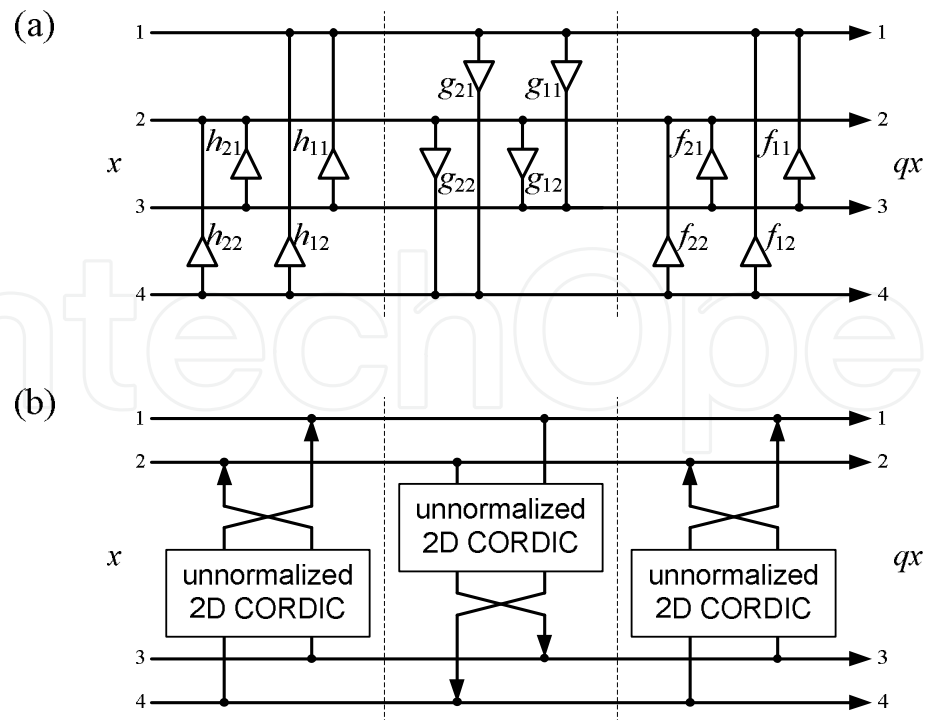 (a)
1 1
g21 g11
2 2
h21 h11 f21 f11
x g22 g12 qx
3 3
h22 h12 f22 f12
4 4
ntechOpe
(b)
1 1
2 2
unnormalized
2D CORDIC
x qx
unnormalized unnormalized
2D CORDIC 2D CORDIC
3 3
4 4